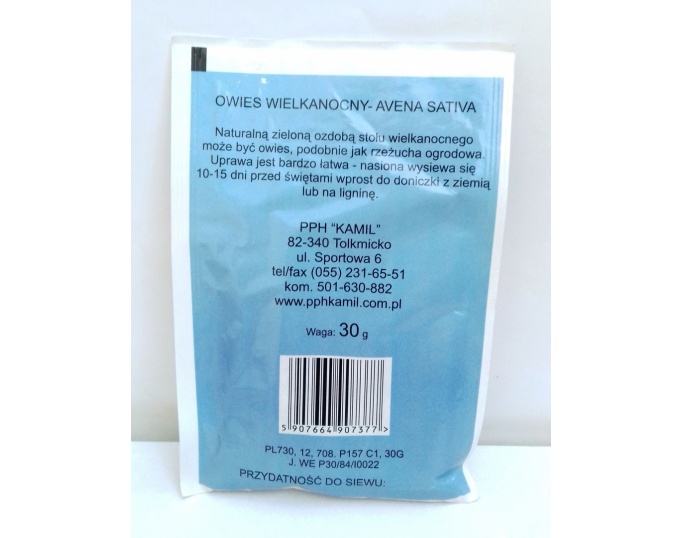 OWIES WIELKANOCNY- AVENA SATIVA
Naturalną zieloną ozdobą stołu wielkanocnego
może być owies, podobnie jak rzeżucha ogrodowa.
Uprawa jest bardzo łatwa - nasiona wysiewa się
10-15 dni przed świętami wprost do doniczki z ziemią
lub na ligninę.
PPH "KAMIL"
82-340 Tolkmicko
ul. Sportowa 6
tel/fax (055) 231-65-51
kom. 501-630-882
www.pphkamil.com.pl
Waga: 30 g
5 907664 907377 >
PL730, 12, 708. P157 C1, 30G
J. WE P30/84/I0022
PRZYDATNOŚĆ DO SIEWU: